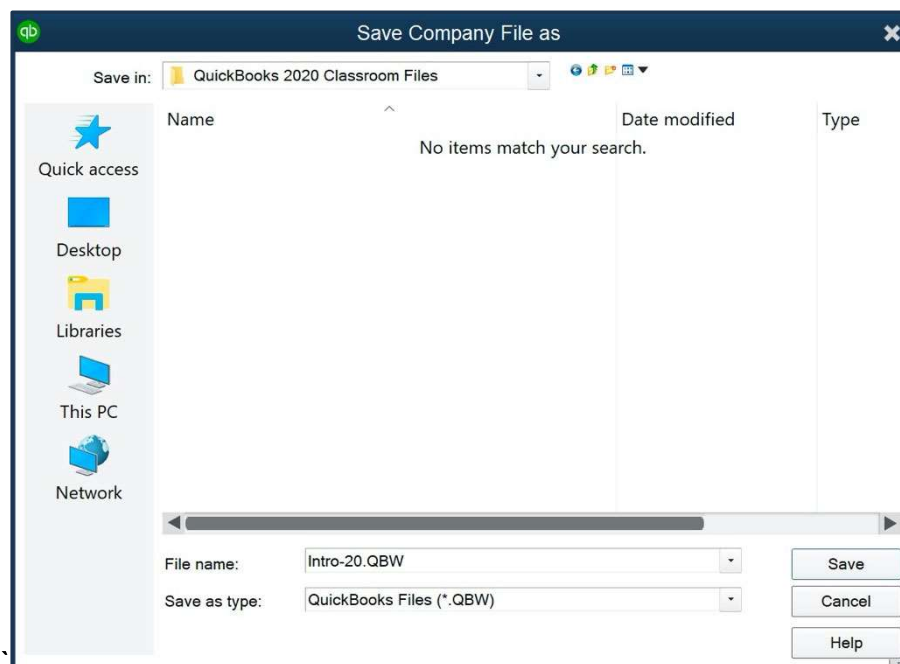 qb
Save Company File as
Save in:
QuickBooks 2020 Classroom Files
Name
Date modified
Type
No items match your search.
Quick access
Desktop
Libraries
This PC
Network
File name:
Intro-20.QBW
Save
Save as type:
QuickBooks Files (*.QBW)
Cancel
Help
`